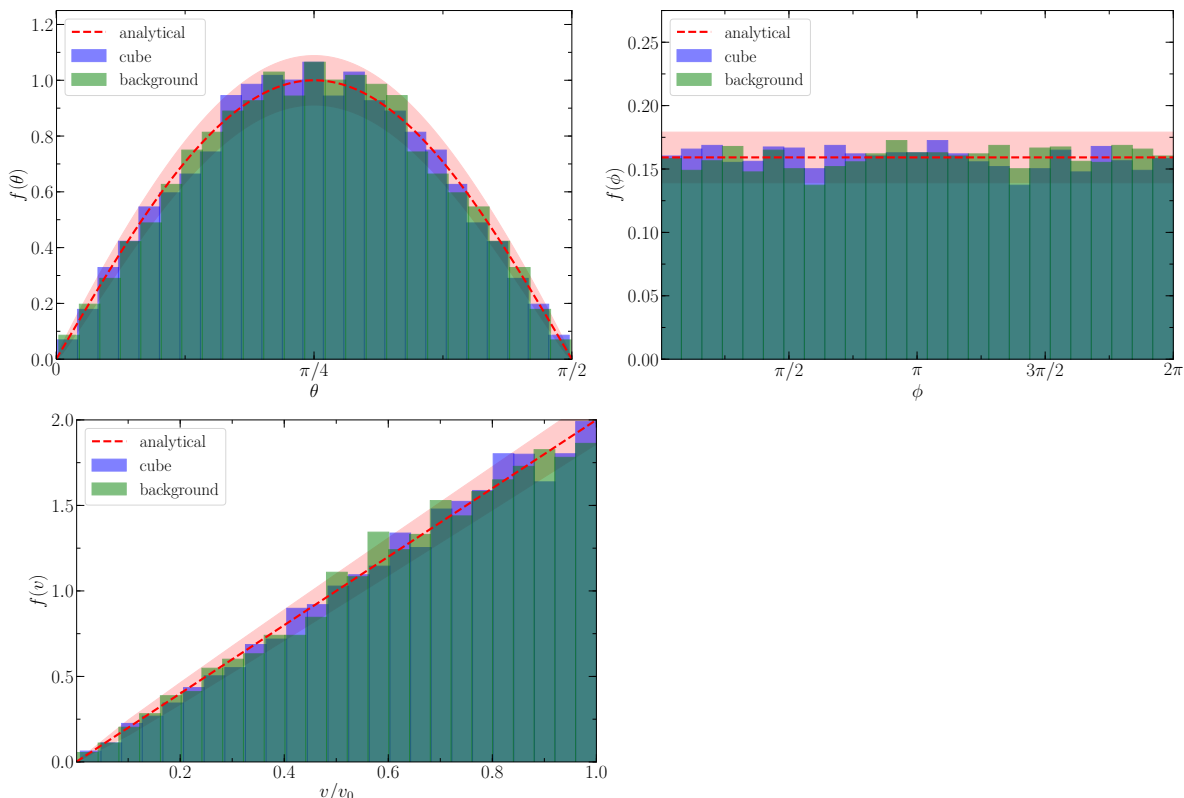 f(θ)
1.2
1.0
0.8
0.6
0.4
0.2
0.0
analytical
cube
background
0
π/4
π/2
θ
f(ϕ)
0.25
0.20
0.15
0.10
0.05
0.00
analytical
cube
background
π/2
π
3π/2
2π
ϕ
f(v)
2.0
1.5
1.0
0.5
0.0
analytical
cube
background
0.2
0.4
0.6
0.8
1.0
v/v₀